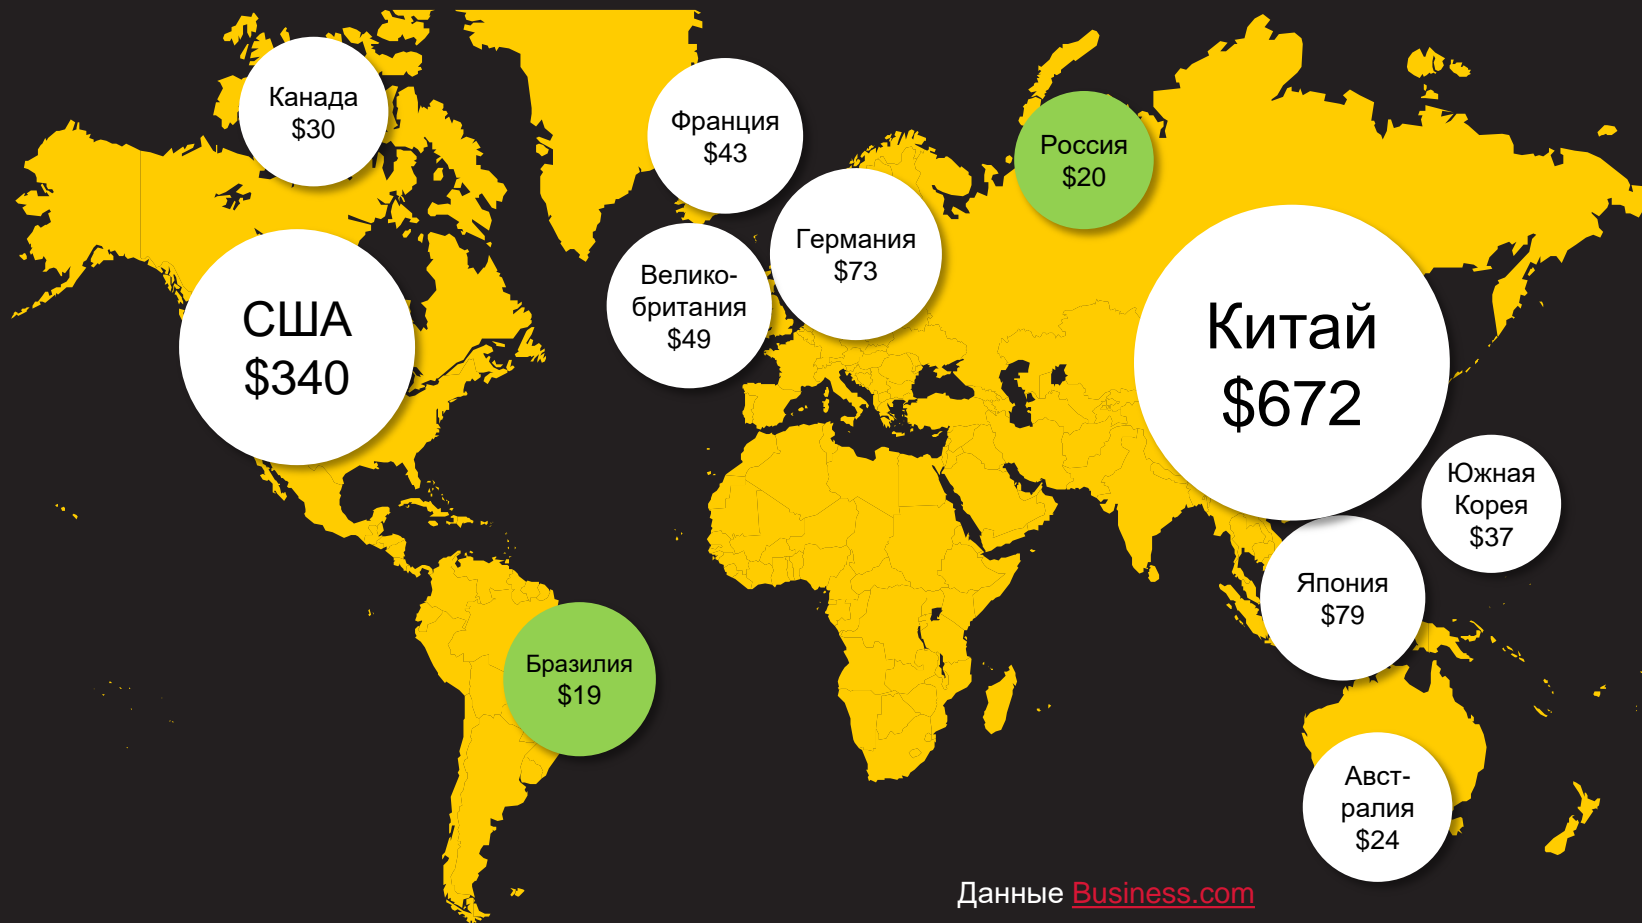 Канада
$30
Франция
$43
Россия
$20
Германия
$73
Велико-
британия
$49
США
$340
Китай
$672
Южная
Корея
$37
Япония
$79
Бразилия
$19
Авст-
ралия
$24
Данные Business.com